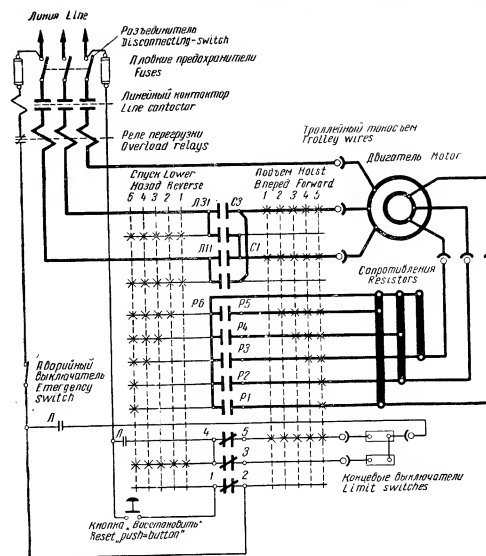 Линия Line
Разъединитель
Disconnecting-switch
Плавкие предохранители
Fuses
Линейный контактор
Line contactor
Реле перегрузки
Overload relays
Троллейный токосъем
Trolley wires
Двигатель Motor
Спуск Lower
Назад Reverse
5 4 3 2 1
Подъем Hoist
Вперед Forward
1 2 3 4 5
Л31 С3
Л11 С1
Сопротивления
Resistors
Р6 Р5
Р4
Р3
Р2
Р1
Аварийный
выключатель
Emergency
switch
Л
Л
4 5
3
1 2
Концевые выключатели
Limit switches
Кнопка „Восстановить"
Reset „push=button"